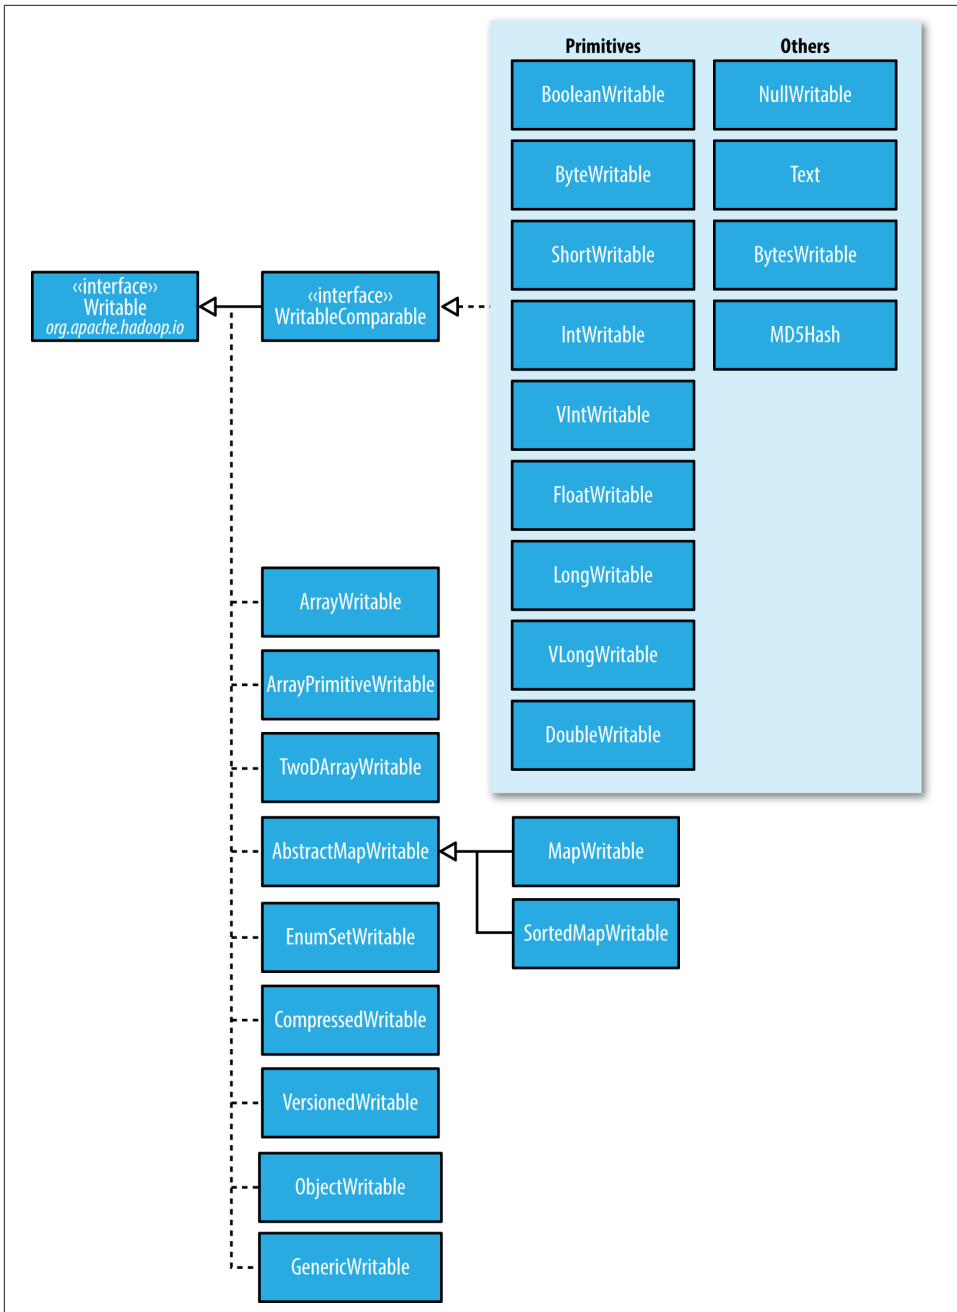 Primitives
Others
BooleanWritable
NullWritable
ByteWritable
Text
ShortWritable
BytesWritable
IntWritable
MD5Hash
VIntWritable
FloatWritable
LongWritable
VLongWritable
DoubleWritable
‹‹interface››
Writable
org.apache.hadoop.io
‹‹interface››
WritableComparable
ArrayWritable
ArrayPrimitiveWritable
TwoDArrayWritable
AbstractMapWritable
MapWritable
SortedMapWritable
EnumSetWritable
CompressedWritable
VersionedWritable
ObjectWritable
GenericWritable